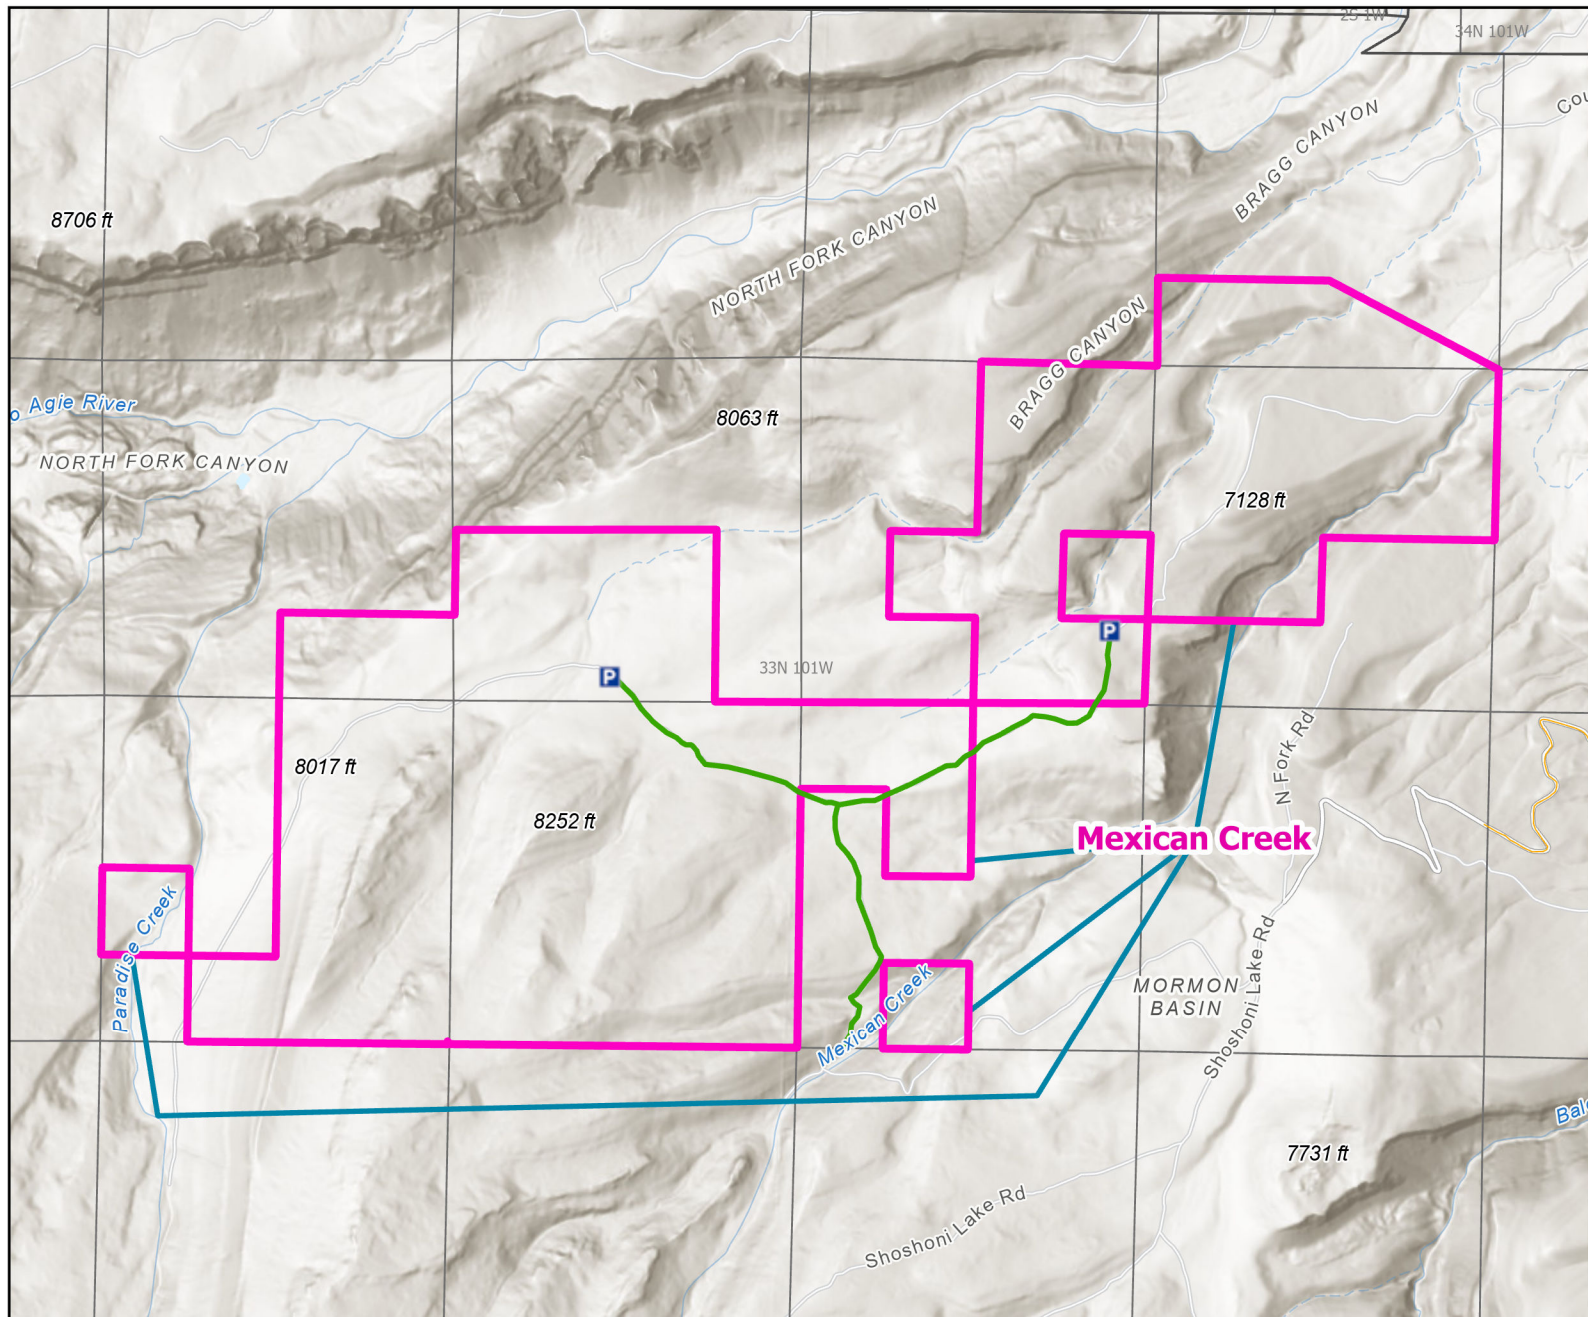 2S 1W
34N 101W
Cou
BRAGG CANYON
8706 ft
NORTH FORK CANYON
BRAGG CANYON
o Agie River
8063 ft
NORTH FORK CANYON
7128 ft
P
33N 101W
P
8017 ft
N Fork Rd
8252 ft
Mexican Creek
Paradise Creek
Shoshoni Lake Rd
Mexican Creek
MORMON
BASIN
Bald
7731 ft
Shoshoni Lake Rd